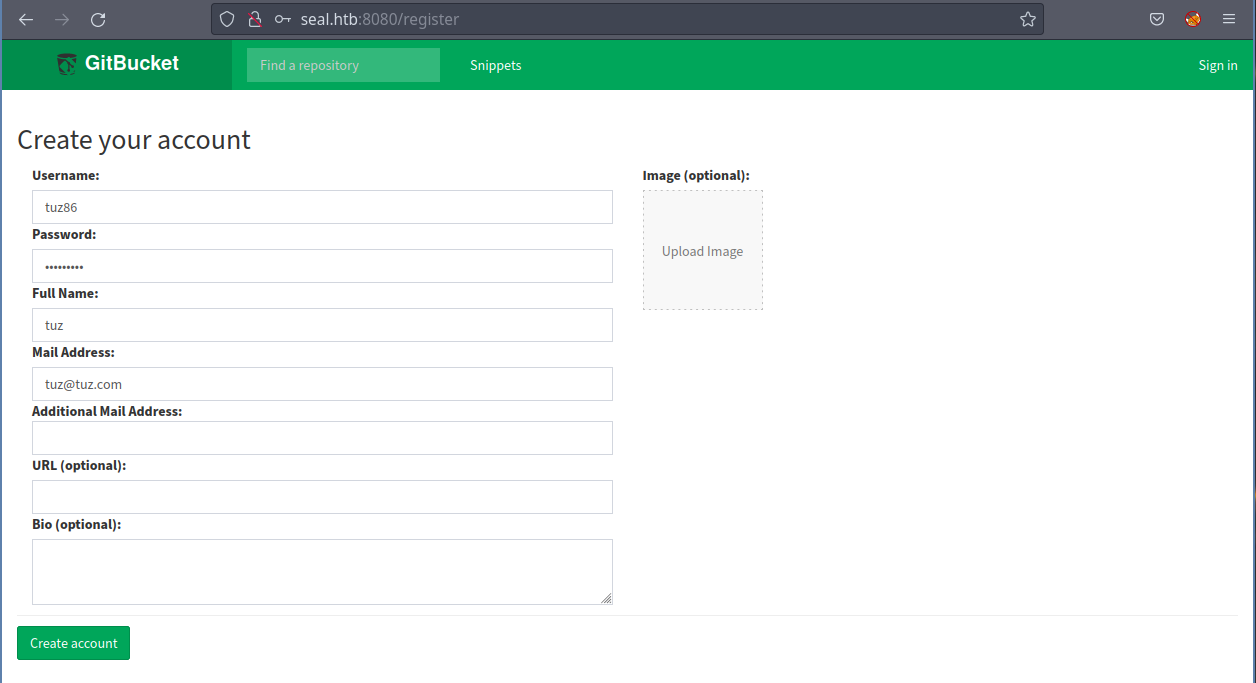 seal.htb:8080/register
GitBucket Find a repository Snippets Sign in
Create your account
Username:
tuz86
Password:
•••••••••
Full Name:
tuz
Mail Address:
tuz@tuz.com
Additional Mail Address:
URL (optional):
Bio (optional):
Image (optional):
Upload Image
Create account